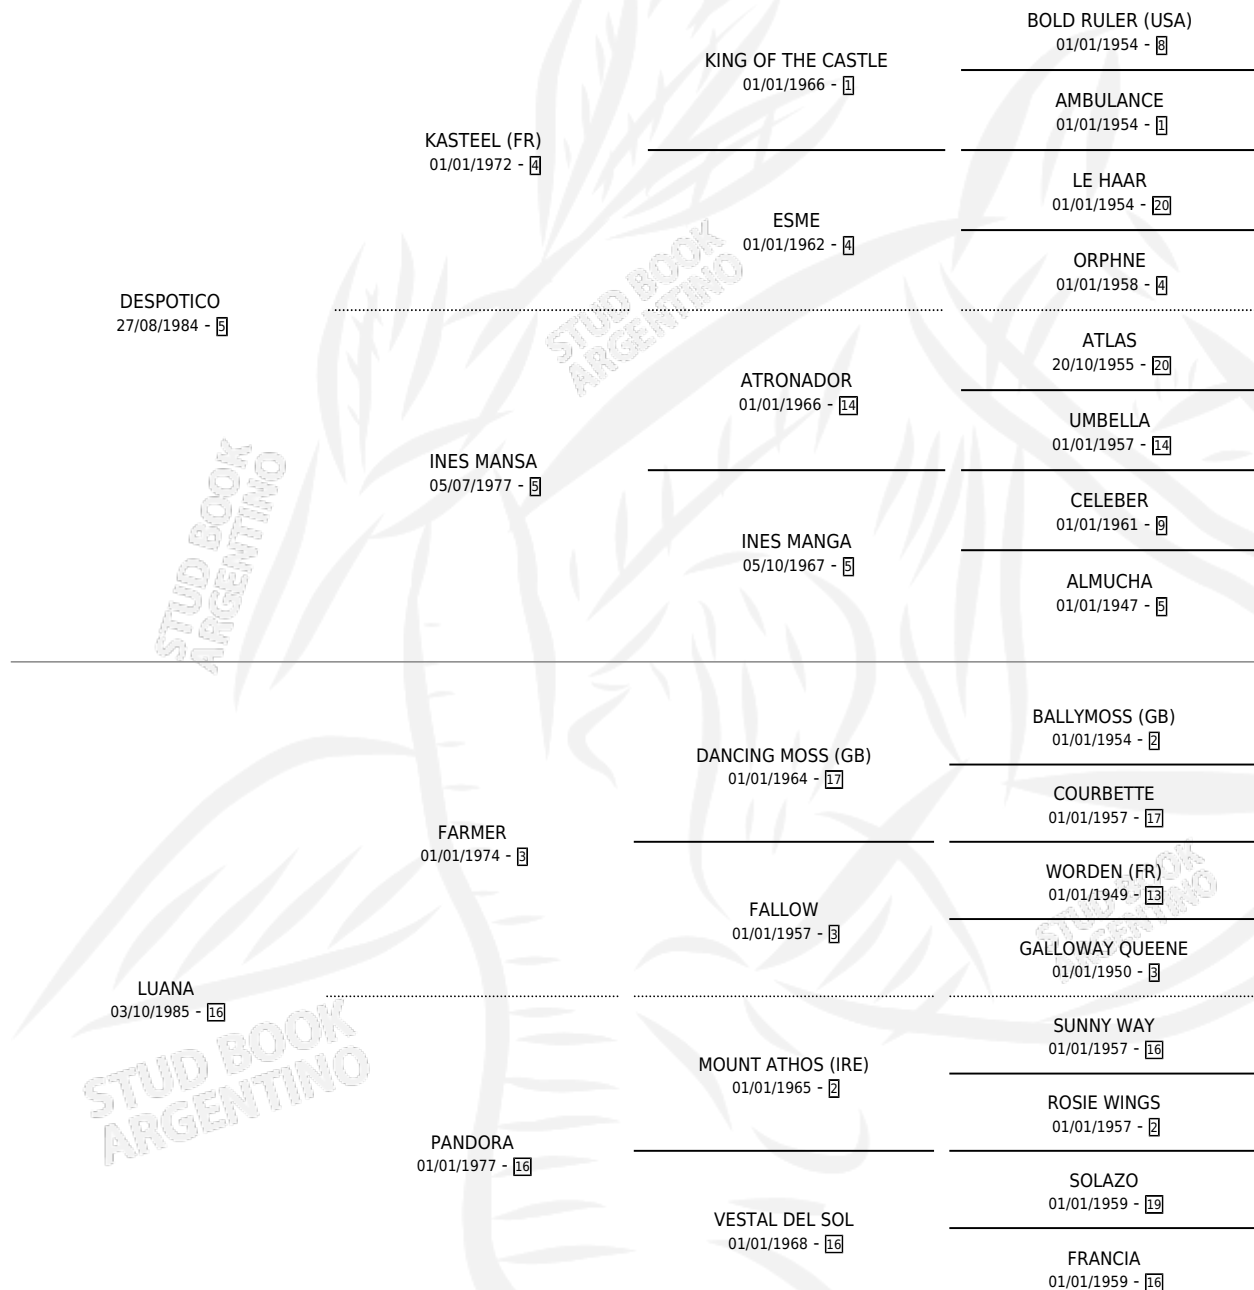 BOLD RULER (USA)
01/01/1954 - 8
KING OF THE CASTLE
01/01/1966 - 1
AMBULANCE
01/01/1954 - 1
KASTEEL (FR)
01/01/1972 - 4
LE HAAR
01/01/1954 - 20
ESME
01/01/1962 - 4
ORPHNE
01/01/1958 - 4
DESPOTICO
27/08/1984 - 5
ATLAS
20/10/1955 - 20
ATRONADOR
01/01/1966 - 14
UMBELLA
01/01/1957 - 14
INES MANSA
05/07/1977 - 5
CELEBER
01/01/1961 - 9
INES MANGA
05/10/1967 - 5
ALMUCHA
01/01/1947 - 5
STUD BOOK
ARGENTINO
STUD BOOK
ARGENTINO
BALLYMOSS (GB)
01/01/1954 - 2
DANCING MOSS (GB)
01/01/1964 - 17
COURBETTE
01/01/1957 - 17
FARMER
01/01/1974 - 3
WORDEN (FR)
01/01/1949 - 13
FALLOW
01/01/1957 - 3
GALLOWAY QUEENE
01/01/1950 - 3
LUANA
03/10/1985 - 16
SUNNY WAY
01/01/1957 - 16
MOUNT ATHOS (IRE)
01/01/1965 - 2
ROSIE WINGS
01/01/1957 - 2
PANDORA
01/01/1977 - 16
SOLAZO
01/01/1959 - 19
VESTAL DEL SOL
01/01/1968 - 16
FRANCIA
01/01/1959 - 16
STUD BOOK
ARGENTINO
STUD BOOK
ARGENTINO